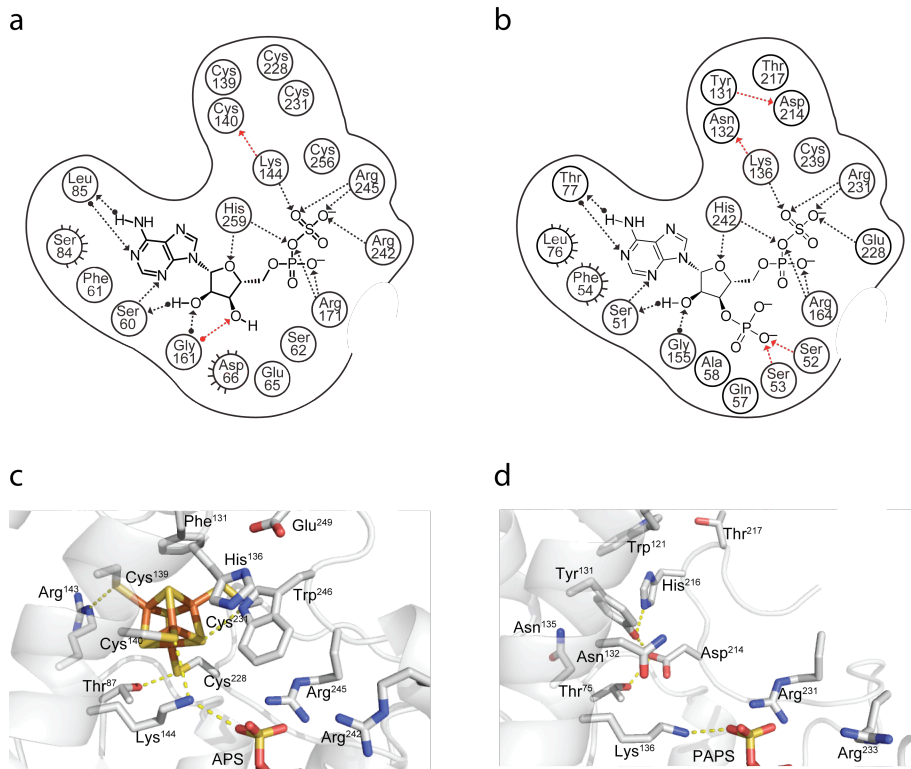 a
Cys
139
Cys
228
Cys
231
Cys
140
Lys
144
Cys
256
Arg
245
Leu
85
His
259
Arg
242
Ser
84
Phe
61
Ser
60
Gly
161
Arg
171
Ser
62
Asp
66
Glu
65
H–NH
N
N
N
N
O
O
O
O
S
O
O
P
O
O
H–O
O
H
b
Tyr
131
Thr
217
Asp
214
Asn
132
Lys
136
Cys
239
Arg
231
Thr
77
His
242
Glu
228
Leu
76
Phe
54
Ser
51
Gly
155
Arg
164
Ala
58
Gln
57
Ser
53
Ser
52
H–NH
N
N
N
N
O
O
O
O
S
O
O
P
O
O
H–O
O
O
P
O
O
c
Phe131
Glu249
Cys139
His136
Arg143
Trp246
Cys231
Cys140
Cys228
Thr87
Arg245
Lys144
APS
Arg242
d
Trp121
Thr217
Tyr131
His216
Asn135
Asn132
Asp214
Thr75
Arg231
Lys136
PAPS
Arg233